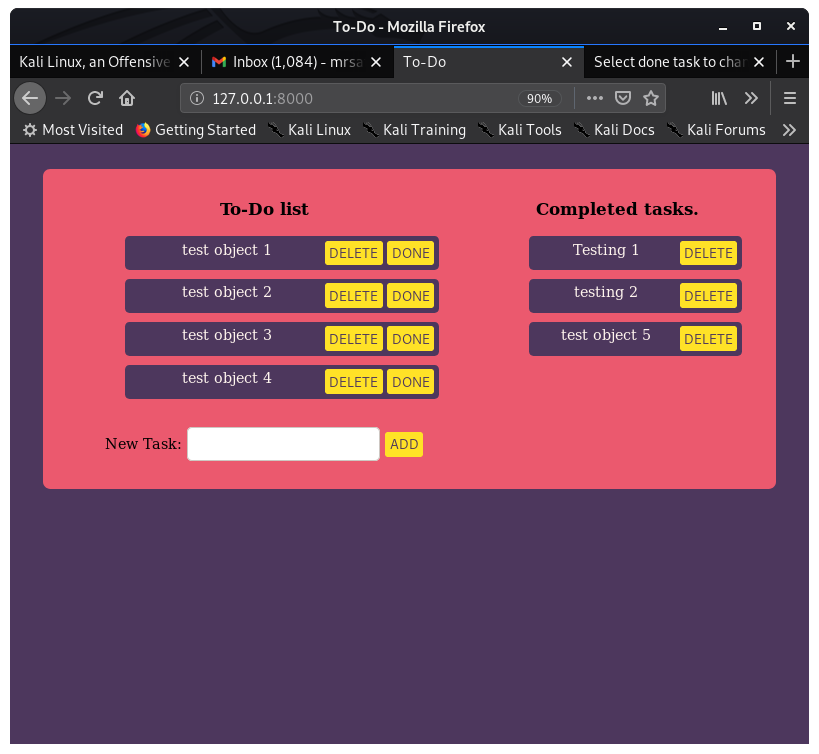 To-Do - Mozilla Firefox
Kali Linux, an Offensive
Inbox (1,084) - mrsa
To-Do
Select done task to char
127.0.0.1:8000
90%
Most Visited
Getting Started
Kali Linux
Kali Training
Kali Tools
Kali Docs
Kali Forums
To-Do list
test object 1 DELETE DONE
test object 2 DELETE DONE
test object 3 DELETE DONE
test object 4 DELETE DONE
New Task: ADD
Completed tasks.
Testing 1 DELETE
testing 2 DELETE
test object 5 DELETE